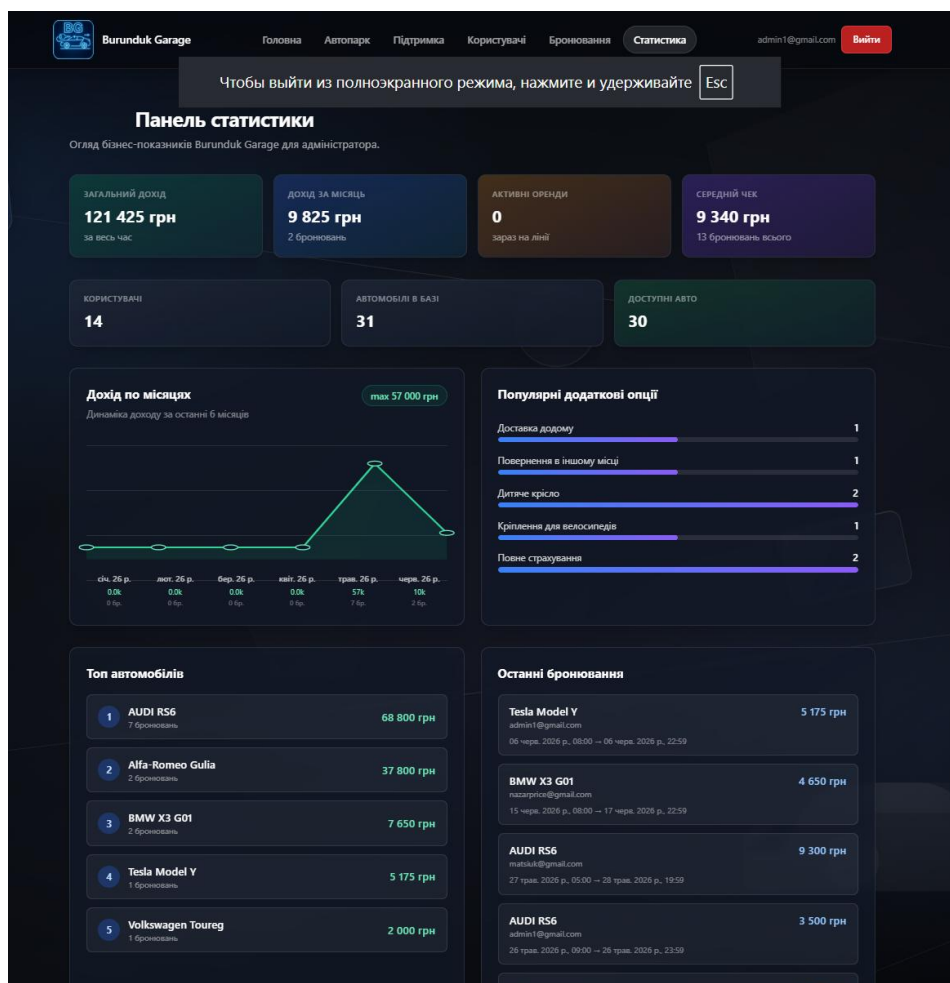 BG
Burunduk Garage
Головна
Автопарк
Підтримка
Користувачі
Бронювання
Статистика
admin1@gmail.com
Вийти
Чтобы выйти из полноэкранного режима, нажмите и удерживайте Esc
Панель статистики
Огляд бізнес-показників Burunduk Garage для адміністратора.
ЗАГАЛЬНИЙ ДОХІД
121 425 грн
за весь час
ДОХІД ЗА МІСЯЦЬ
9 825 грн
2 бронювань
АКТИВНІ ОРЕНДИ
0
зараз на лінії
СЕРЕДНІЙ ЧЕК
9 340 грн
13 бронювань всього
КОРИСТУВАЧІ
14
АВТОМОБІЛІ В БАЗІ
31
ДОСТУПНІ АВТО
30
Дохід по місяцях
max 57 000 грн
Динаміка доходу за останні 6 місяців
січ. 26 р.
0.0k
0 бр.
лют. 26 р.
0.0k
0 бр.
бер. 26 р.
0.0k
0 бр.
квіт. 26 р.
0.0k
0 бр.
трав. 26 р.
57k
7 бр.
черв. 26 р.
10k
2 бр.
Популярні додаткові опції
Доставка додому 1
Повернення в іншому місці 1
Дитяче крісло 2
Кріплення для велосипедів 1
Повне страхування 2
Топ автомобілів
1
AUDI RS6
7 бронювань
68 800 грн
2
Alfa-Romeo Gulia
2 бронювань
37 800 грн
3
BMW X3 G01
2 бронювань
7 650 грн
4
Tesla Model Y
1 бронювань
5 175 грн
5
Volkswagen Toureg
1 бронювань
2 000 грн
Останні бронювання
Tesla Model Y
5 175 грн
admin1@gmail.com
06 черв. 2026 р., 08:00 → 06 черв. 2026 р., 22:59
BMW X3 G01
4 650 грн
nazarprice@gmail.com
15 черв. 2026 р., 08:00 → 17 черв. 2026 р., 22:59
AUDI RS6
9 300 грн
matsiuk@gmail.com
27 трав. 2026 р., 05:00 → 28 трав. 2026 р., 19:59
AUDI RS6
3 500 грн
admin1@gmail.com
26 трав. 2026 р., 09:00 → 26 трав. 2026 р., 23:59